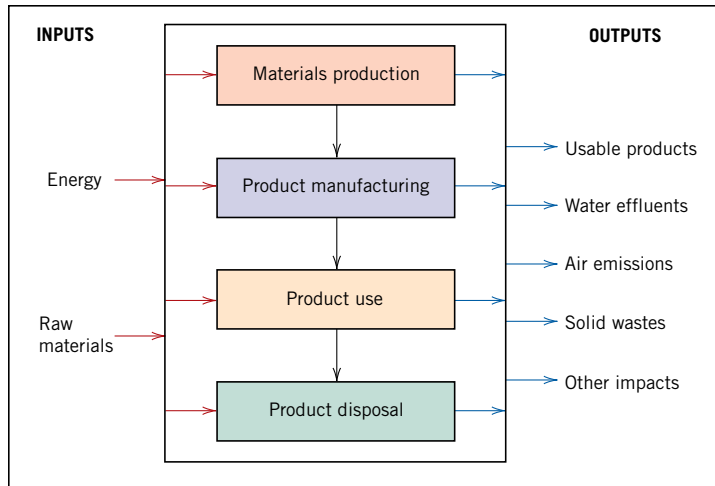 INPUTS
OUTPUTS
Materials production
Usable products
Energy
Product manufacturing
Water effluents
Air emissions
Product use
Raw
materials
Solid wastes
Other impacts
Product disposal